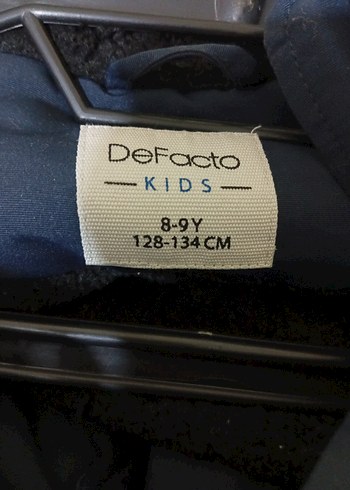 DeFacto
KIDS
8-9Y
128-134 CM